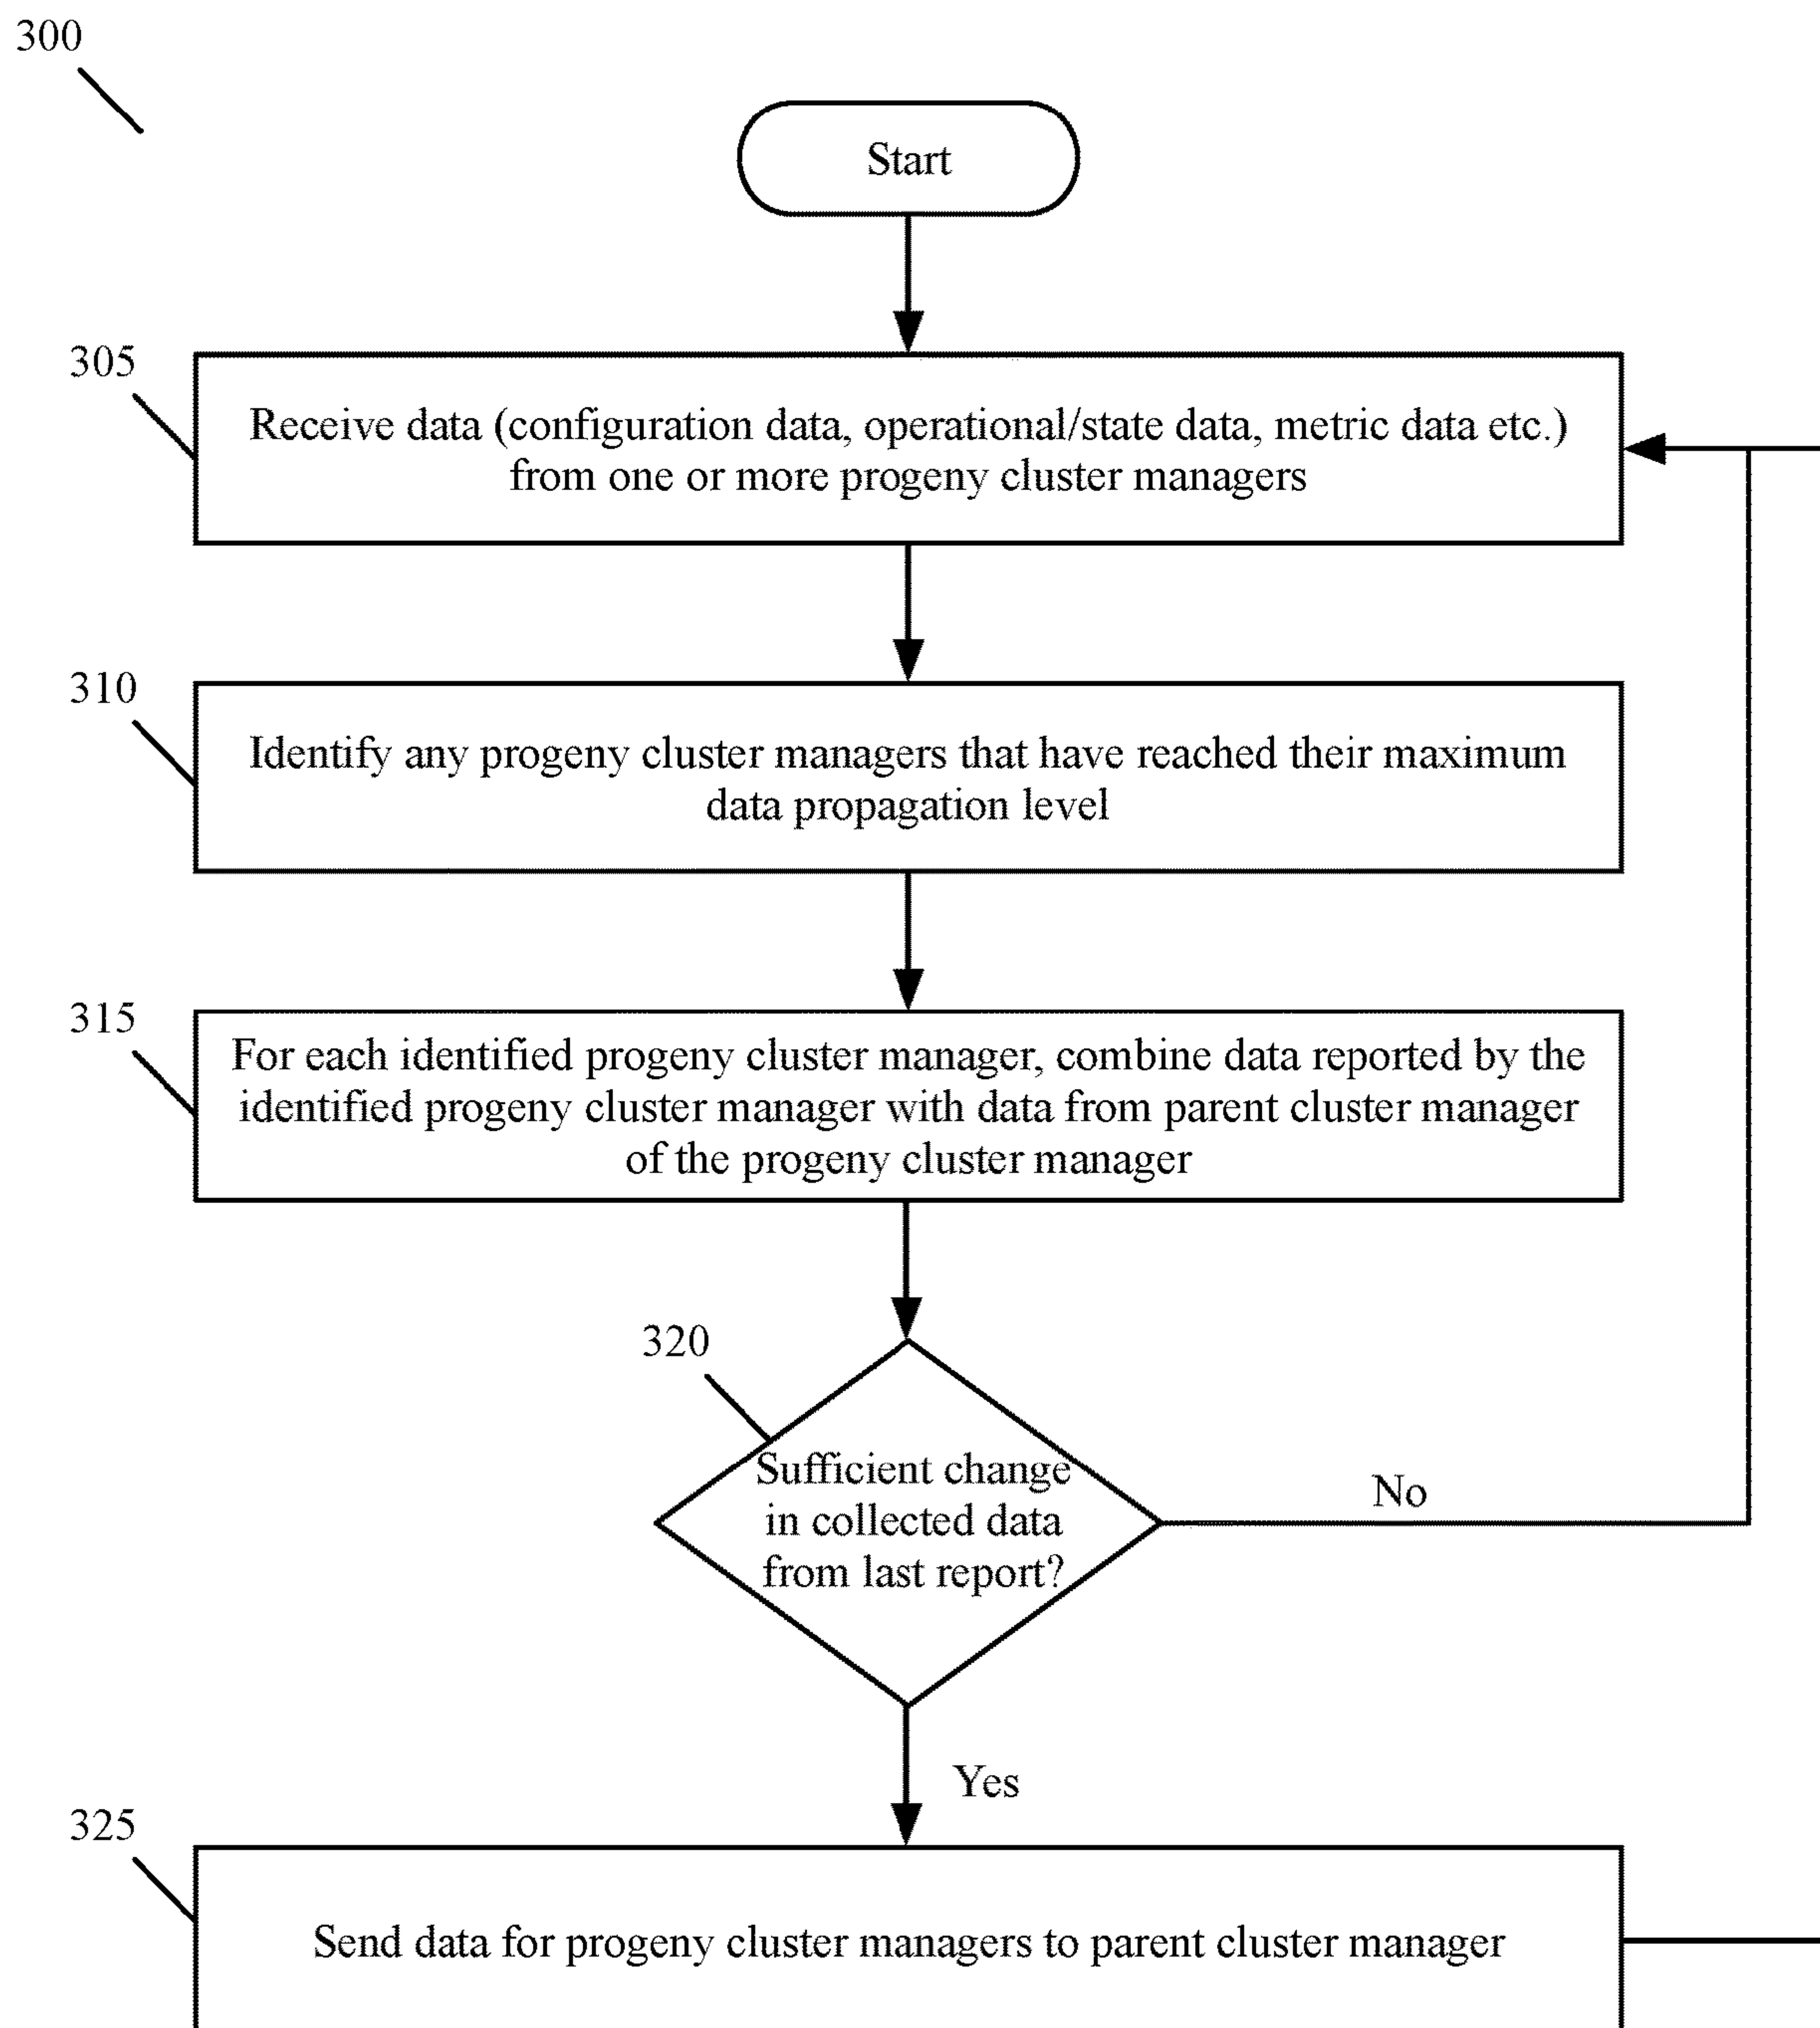 300
Start
305
Receive data (configuration data, operational/state data, metric data etc.)
from one or more progeny cluster managers
310
Identify any progeny cluster managers that have reached their maximum
data propagation level
315
For each identified progeny cluster manager, combine data reported by the
identified progeny cluster manager with data from parent cluster manager
of the progeny cluster manager
320
Sufficient change
in collected data
from last report?
No
Yes
325
Send data for progeny cluster managers to parent cluster manager